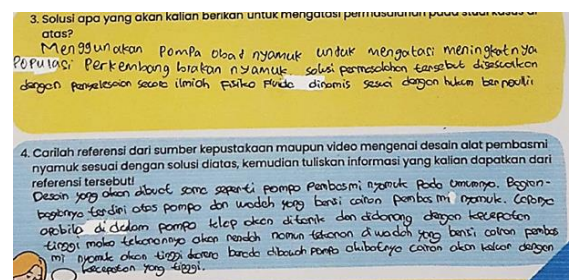 3. Solusi apa yang akan kalian berikan untuk mengatasi permasalahan pada studi kasus di
atas?
Menggunakan Pompa obat nyamuk untuk mengatasi meningkatnya
Populasi Perkembang biakan nyamuk. solusi permasalahan tersebut disesuaikan
dengan penyelesaian secara ilmiah Fisika Fluida dinamis sesuai dengan hukum bernoulli
4. Carilah referensi dari sumber kepustakaan maupun video mengenai desain alat pembasmi
nyamuk sesuai dengan solusi diatas, kemudian tuliskan informasi yang kalian dapatkan dari
referensi tersebut!
Desain yang akan dibuat sama seperti pompa Pembasmi nyamuk Pada Umumnya. Bagian-
bagiannya terdiri atas pompa dan wadah yang berisi cairan pembasmi nyamuk. Caranya
apabila di dalam pompa telep akan ditarik dan didorong dengan kecepatan
tinggi maka tekanannya akan rendah namun tekanan di wadah yang berisi cairan pembas
mi nyamuk akan tinggi karena berada dibawah pompa akibatnya cairan akan keluar dengan
kecepatan yang tinggi.